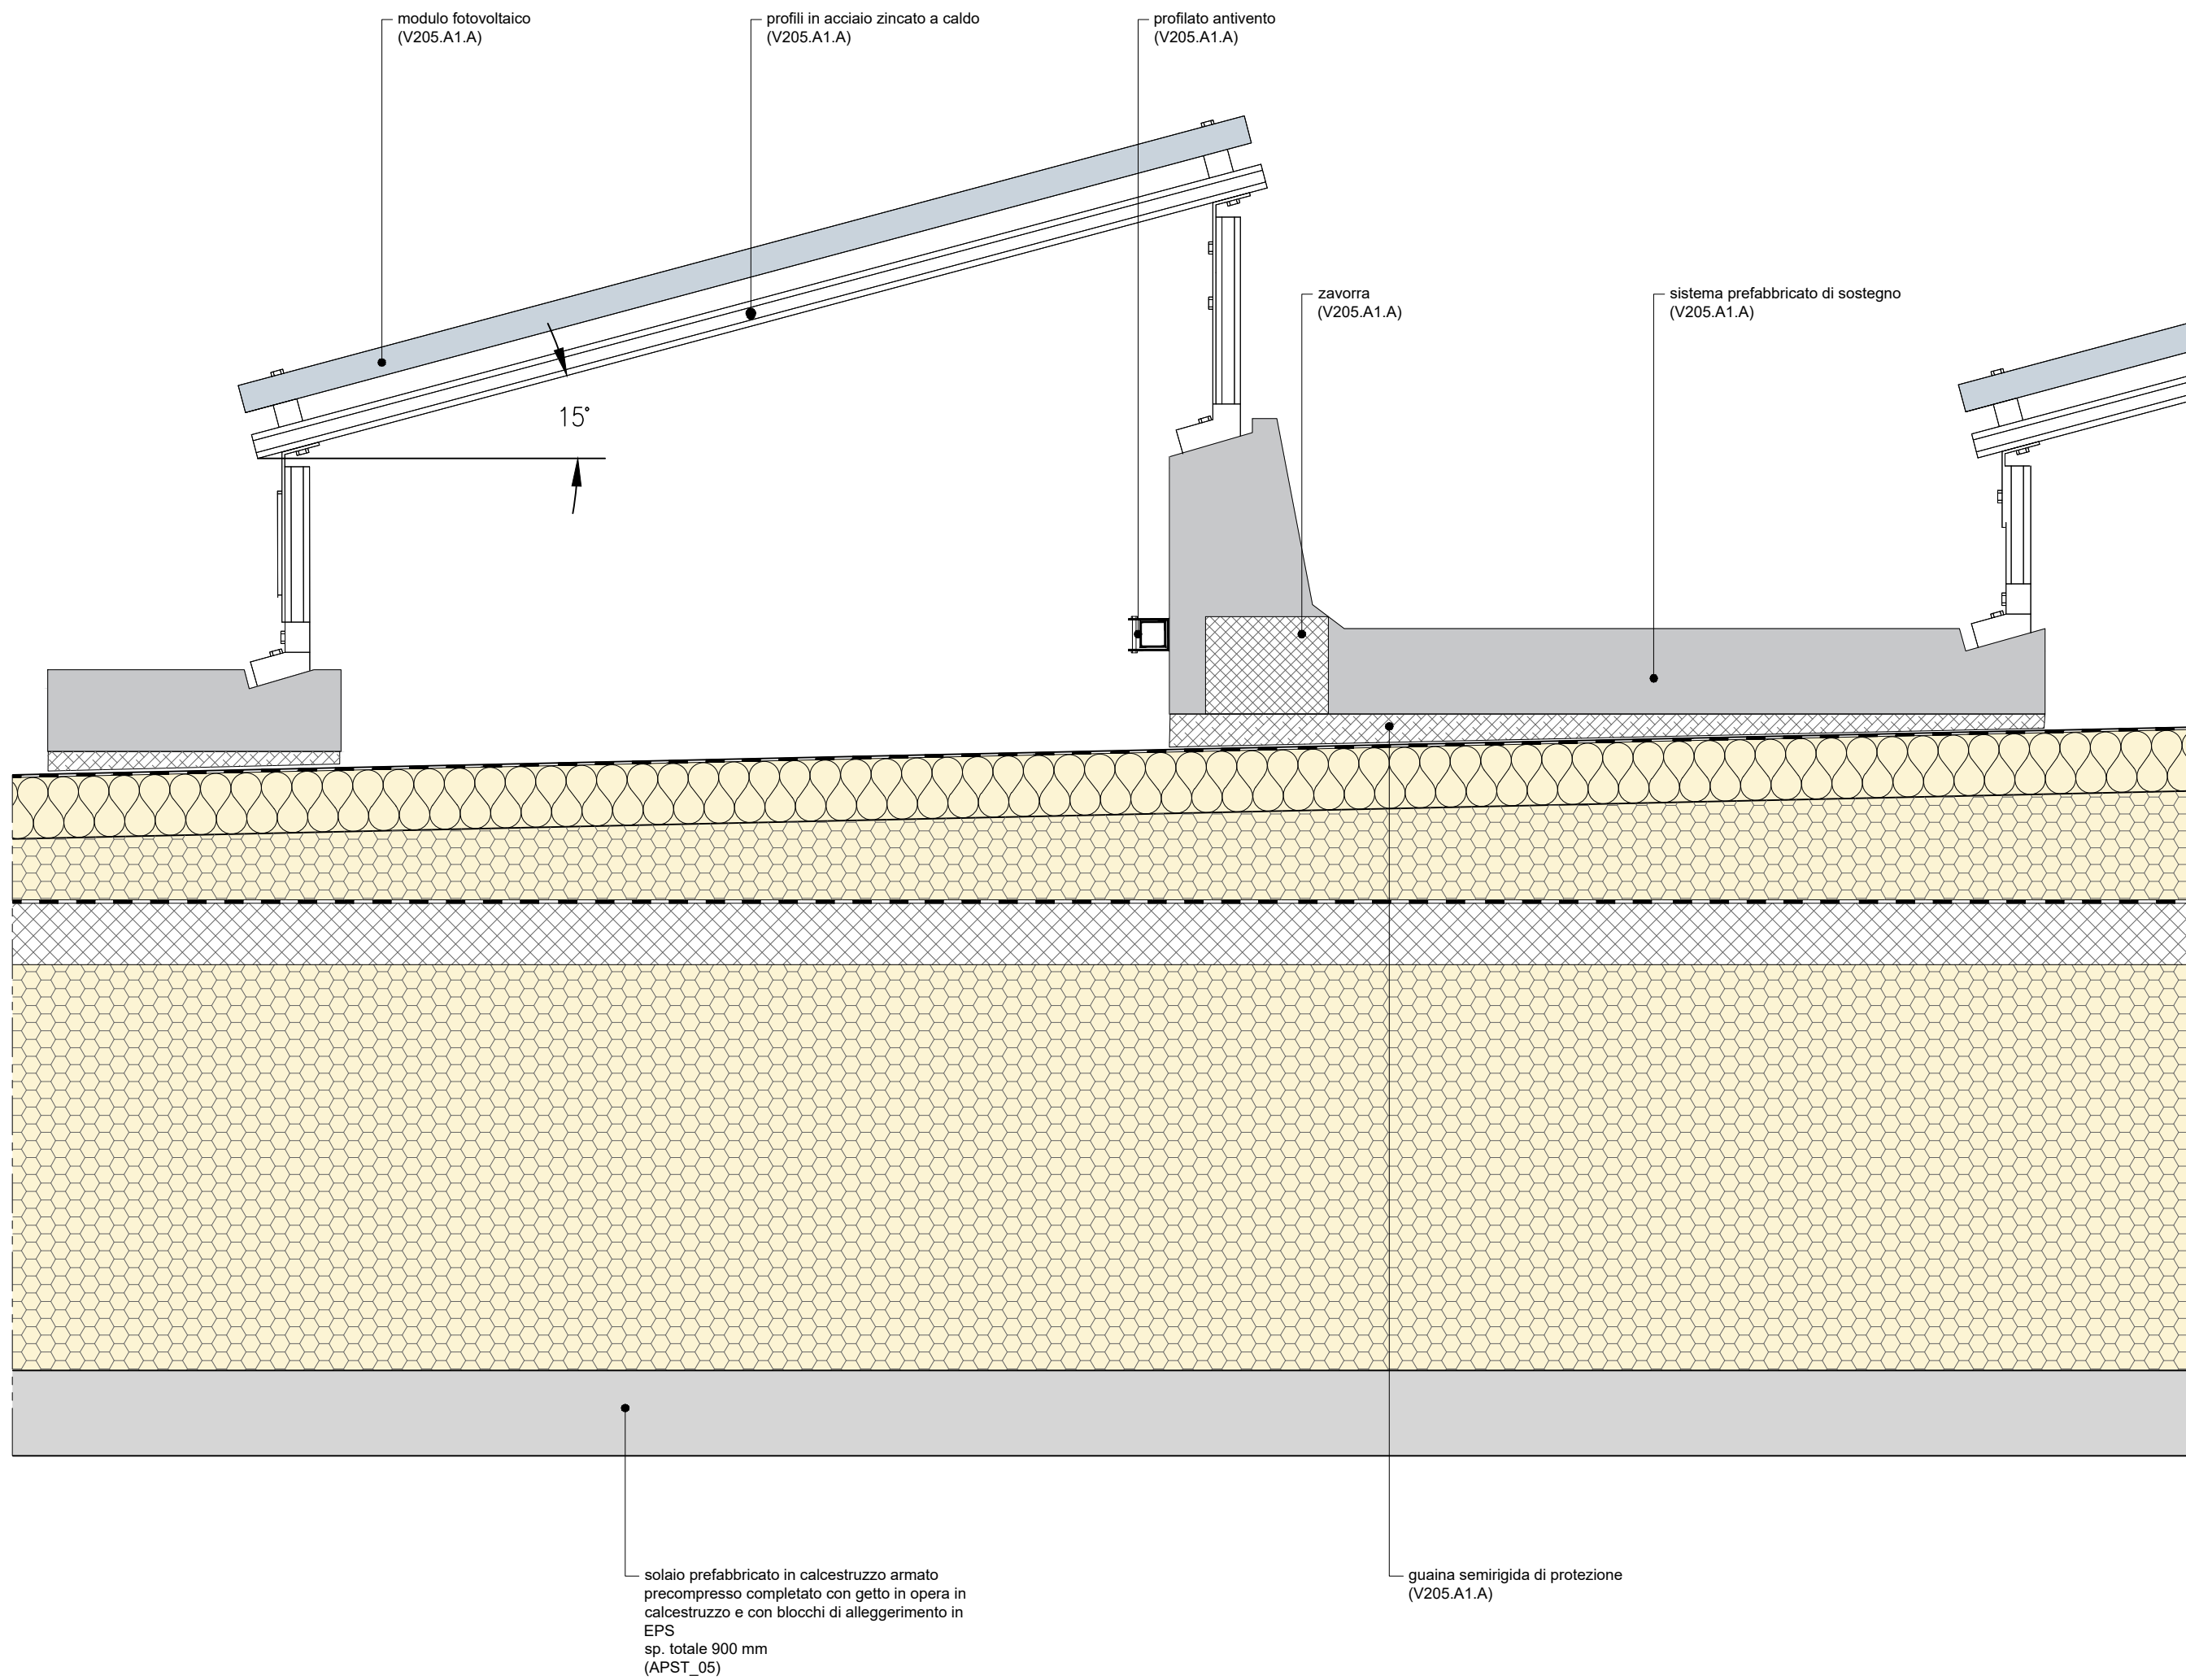 modulo fotovoltaico
(V205.A1.A)
profili in acciaio zincato a caldo
(V205.A1.A)
profilato antivento
(V205.A1.A)
zavorra
(V205.A1.A)
sistema prefabbricato di sostegno
(V205.A1.A)
15°
solaio prefabbricato in calcestruzzo armato
precompresso completato con getto in opera in
calcestruzzo e con blocchi di alleggerimento in
EPS
sp. totale 900 mm
(APST_05)
guaina semirigida di protezione
(V205.A1.A)